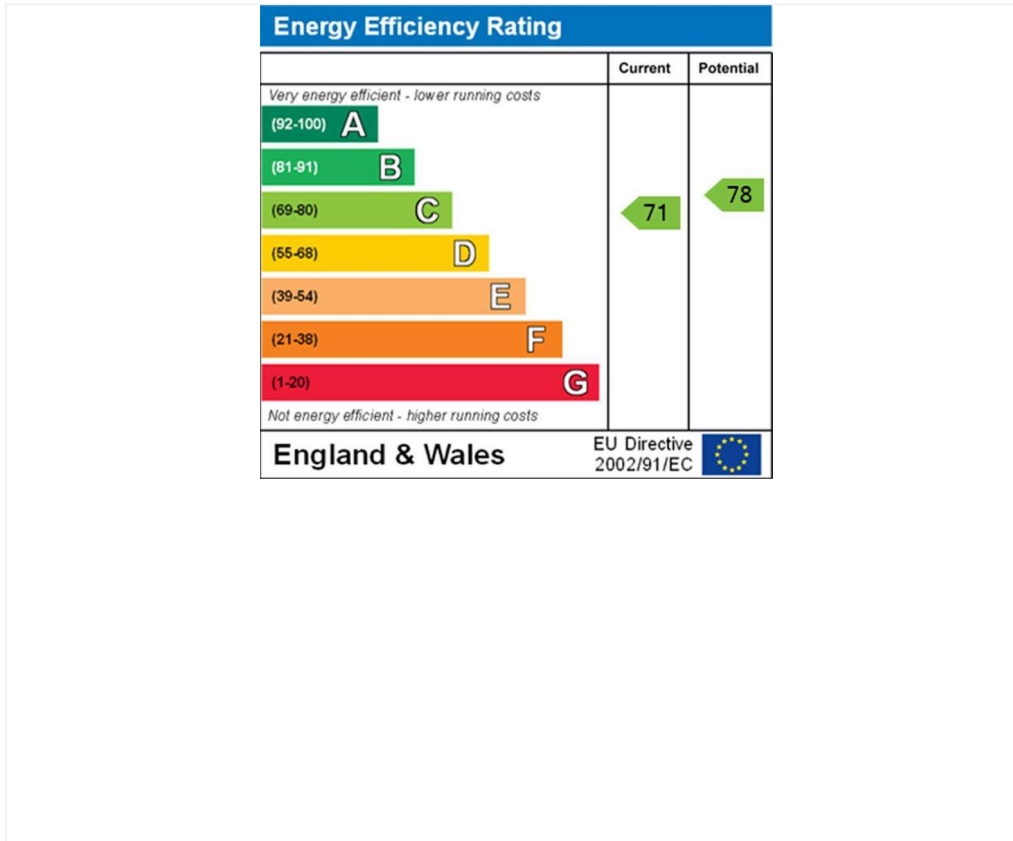 Energy Efficiency Rating
Current Potential
Very energy efficient - lower running costs
(92-100) A
(81-91) B
(69-80) C
71
78
(55-68) D
(39-54) E
(21-38) F
(1-20) G
Not energy efficient - higher running costs
England & Wales
EU Directive
2002/91/EC